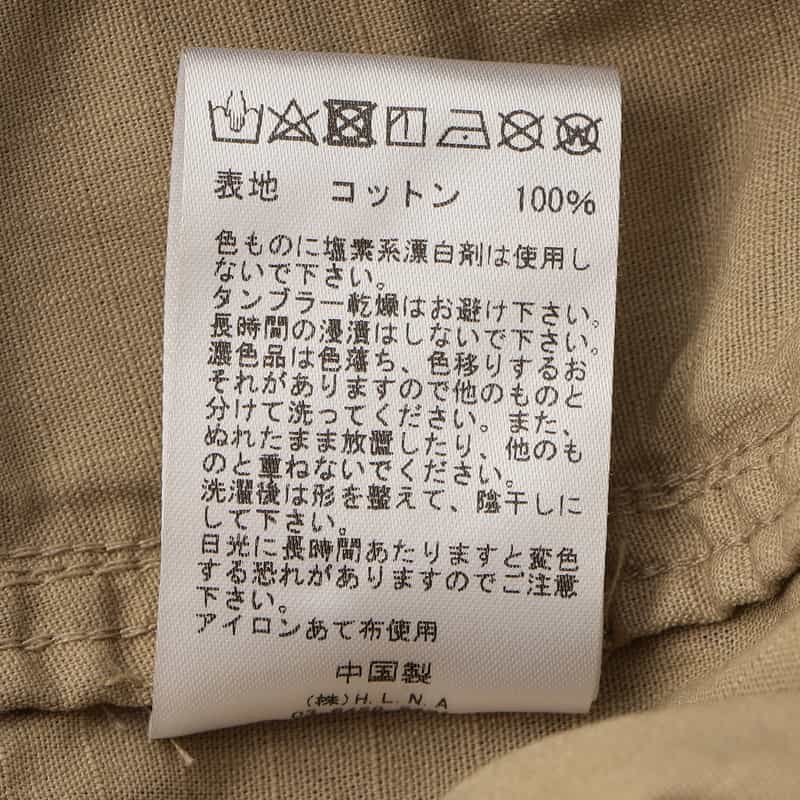 表地 コットン 100%
色ものに塩素系漂白剤は使用し
ないで下さい。
タンブラー乾燥はお避け下さい。
長時間の浸漬はしないで下さい。
濃色品は色落ち、色移りするお
それがありますので他のものと
分けて洗ってください。また、
ぬれたまま放置したり、他のも
のと重ねないでください。
洗濯後は形を整えて、陰干しに
して下さい。
日光に長時間あたりますと変色
する恐れがありますのでご注意
下さい。
アイロンあて布使用
中国製
(株)H.L.N.A